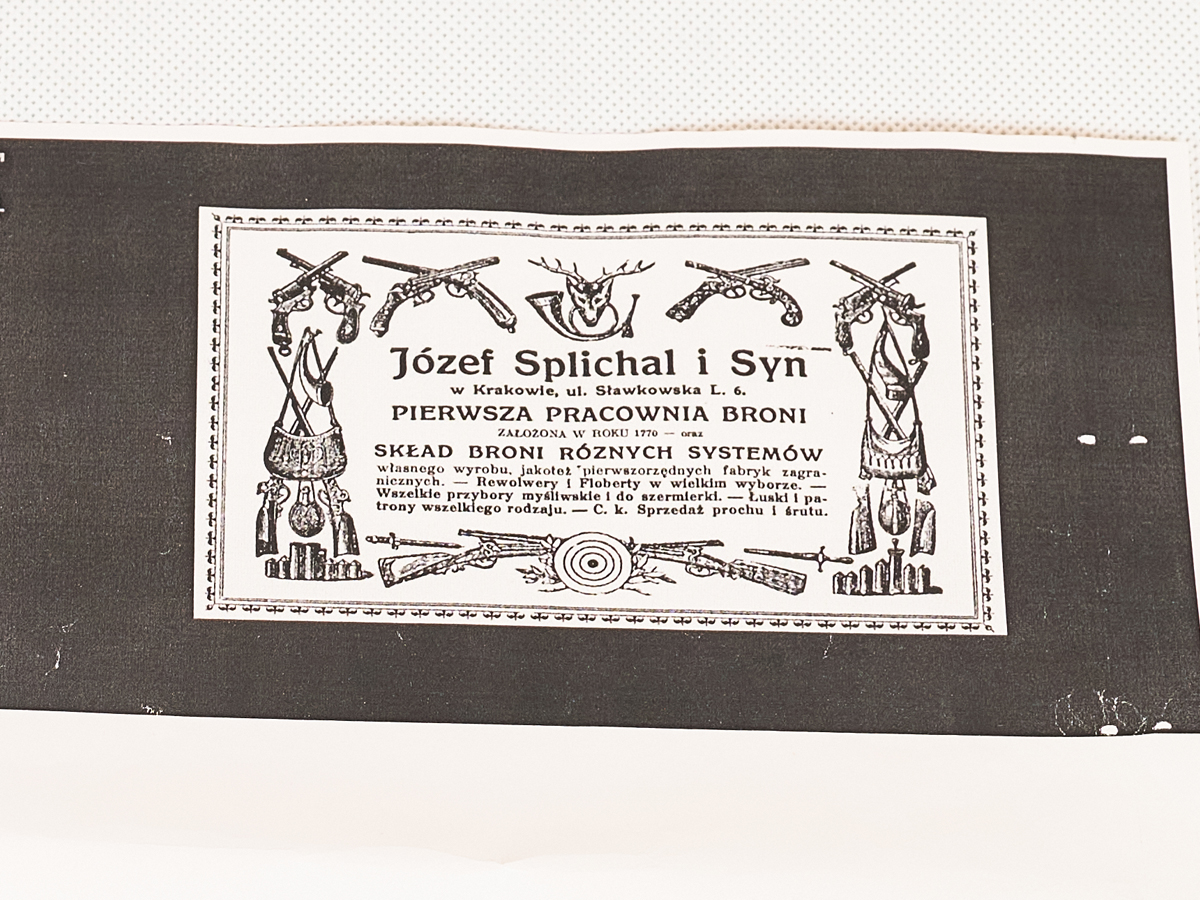 Józef Splichal i Syn
w Krakowie, ul. Sławkowska L. 6.
PIERWSZA PRACOWNIA BRONI
ZAŁOŻONA W ROKU 1770 — oraz
SKŁAD BRONI RÓŻNYCH SYSTEMÓW
własnego wyrobu, jakoteż pierwszorzędnych fabryk zagra-
nicznych. — Rewolwery i Floberty w wielkim wyborze. —
Wszelkie przybory myśliwskie i do szermierki. — Łuski i pa-
trony wszelkiego rodzaju. — C. k. Sprzedaż prochu i śrutu.